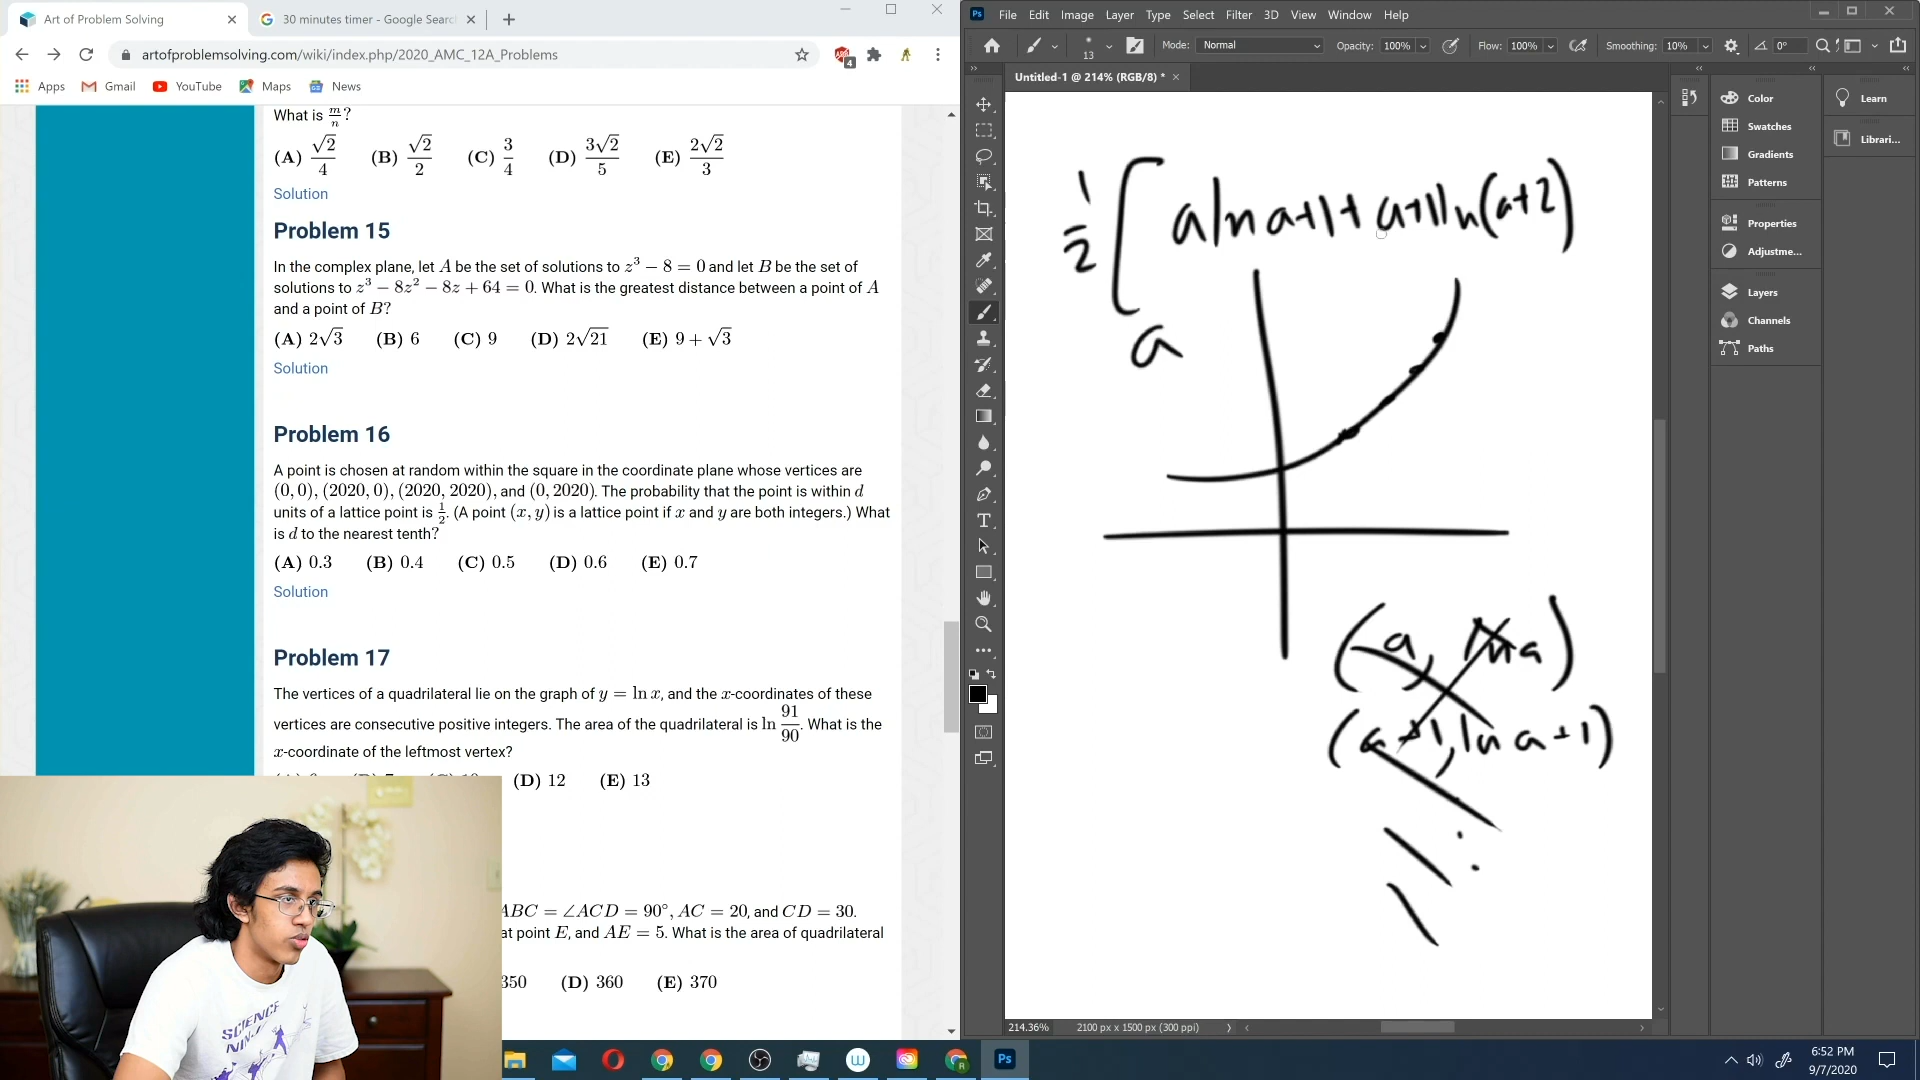 Art of Problem Solving
30 minutes timer - Google Searc
artofproblemsolving.com/wiki/index.php/2020_AMC_12A_Problems
4
Apps Gmail YouTube Maps News
What is m/n?
(A) √2/4 (B) √2/2 (C) 3/4 (D) 3√2/5 (E) 2√2/3
Solution
Problem 15
In the complex plane, let A be the set of solutions to z³ − 8 = 0 and let B be the set of
solutions to z³ − 8z² − 8z + 64 = 0. What is the greatest distance between a point of A
and a point of B?
(A) 2√3 (B) 6 (C) 9 (D) 2√21 (E) 9 + √3
Solution
Problem 16
A point is chosen at random within the square in the coordinate plane whose vertices are
(0, 0), (2020, 0), (2020, 2020), and (0, 2020). The probability that the point is within d
units of a lattice point is 1/2. (A point (x, y) is a lattice point if x and y are both integers.) What
is d to the nearest tenth?
(A) 0.3 (B) 0.4 (C) 0.5 (D) 0.6 (E) 0.7
Solution
Problem 17
The vertices of a quadrilateral lie on the graph of y = ln x, and the x-coordinates of these
vertices are consecutive positive integers. The area of the quadrilateral is ln 91/90. What is the
x-coordinate of the leftmost vertex?
(D) 12 (E) 13
ABC = ∠ACD = 90°, AC = 20, and CD = 30.
at point E, and AE = 5. What is the area of quadrilateral
350 (D) 360 (E) 370
SCIENCE
NINJA
Ps File Edit Image Layer Type Select Filter 3D View Window Help
13 Mode: Normal Opacity: 100% Flow: 100% Smoothing: 10% 0°
Untitled-1 @ 214% (RGB/8) *
1/2 [ a ln a+1 + a+1 ln(a+2)
a
(a, ln a)
(a+1, ln a+1)
214.36% 2100 px x 1500 px (300 ppi)
Color
Swatches
Gradients
Patterns
Properties
Adjustme...
Layers
Channels
Paths
Learn
Librari...
Ps
6:52 PM
9/7/2020